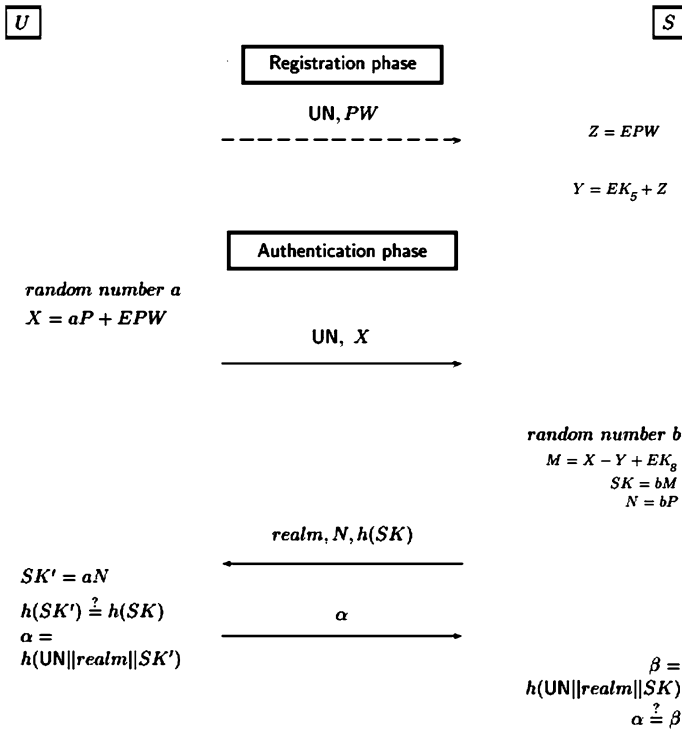 U S
Registration phase
UN, PW
Z = EPW
Y = EK_5 + Z
Authentication phase
random number a
X = aP + EPW
UN, X
random number b
M = X − Y + EK_8
SK = bM
N = bP
realm, N, h(SK)
SK′ = aN
h(SK′) ≟ h(SK)
α
α =
h(UN||realm||SK′)
β =
h(UN||realm||SK)
α ≟ β